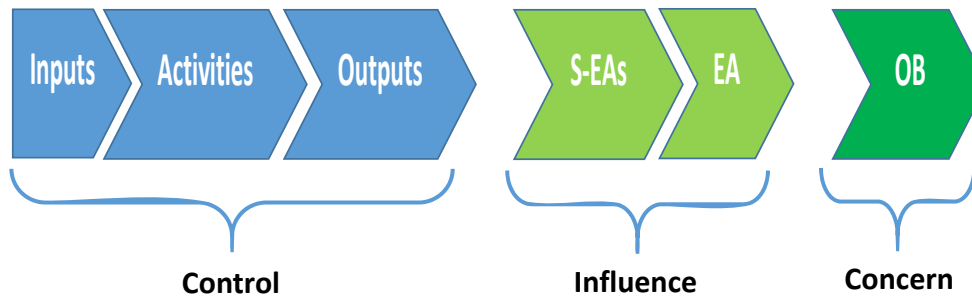 Inputs
Activities
Outputs
S-EAs
EA
OB
Control
Influence
Concern